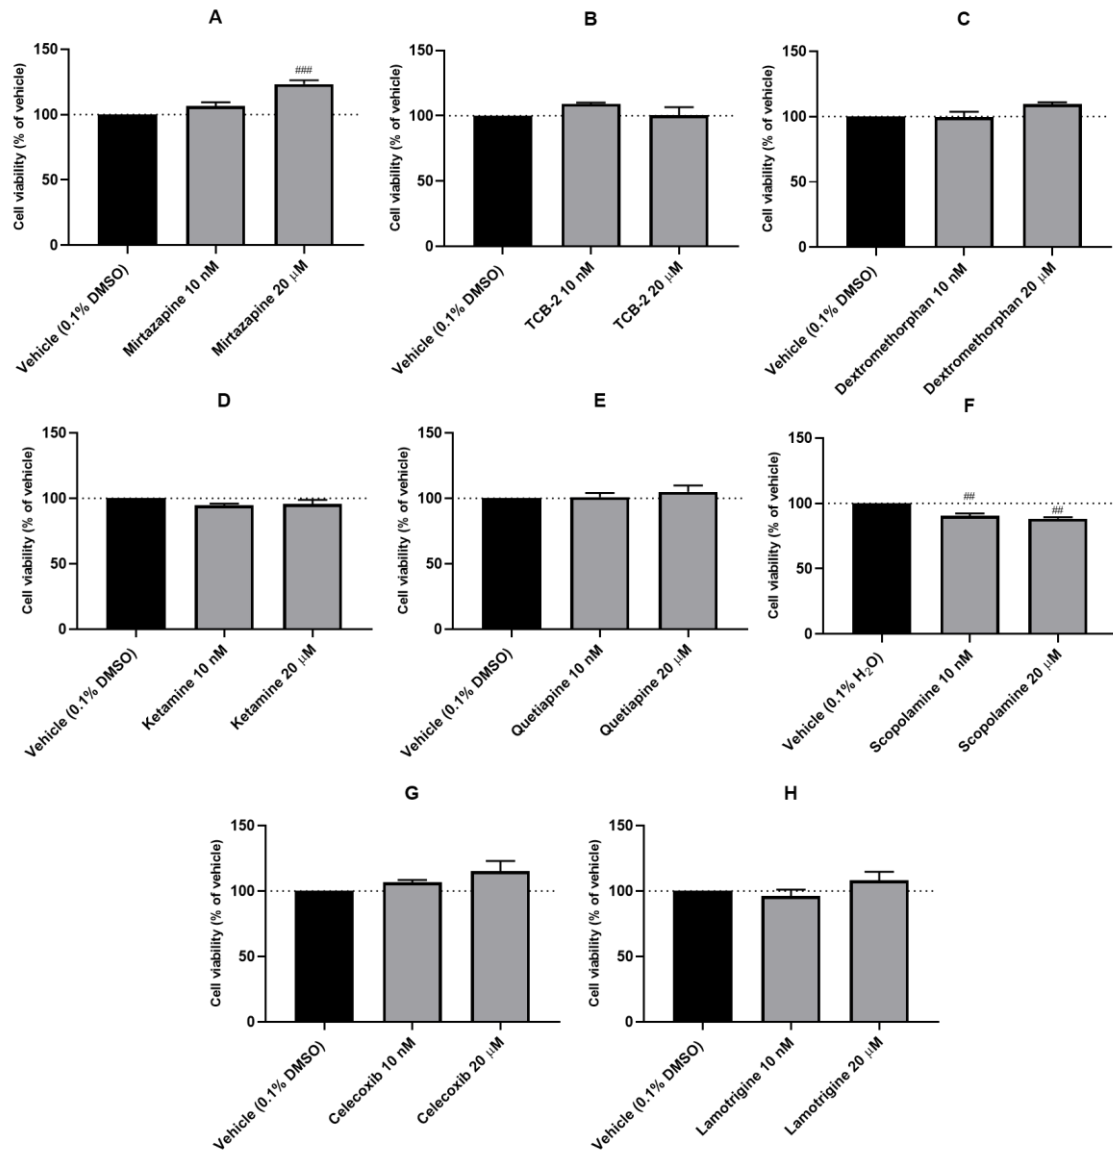 A
Cell viability (% of vehicle)
150
100
50
0
###
Vehicle (0.1% DMSO)
Mirtazapine 10 nM
Mirtazapine 20 μM
B
Cell viability (% of vehicle)
150
100
50
0
Vehicle (0.1% DMSO)
TCB-2 10 nM
TCB-2 20 μM
C
Cell viability (% of vehicle)
150
100
50
0
Vehicle (0.1% DMSO)
Dextromethorphan 10 nM
Dextromethorphan 20 μM
D
Cell viability (% of vehicle)
150
100
50
0
Vehicle (0.1% DMSO)
Ketamine 10 nM
Ketamine 20 μM
E
Cell viability (% of vehicle)
150
100
50
0
Vehicle (0.1% DMSO)
Quetiapine 10 nM
Quetiapine 20 μM
F
Cell viability (% of vehicle)
150
100
50
0
##
##
Vehicle (0.1% H₂O)
Scopolamine 10 nM
Scopolamine 20 μM
G
Cell viability (% of vehicle)
150
100
50
0
Vehicle (0.1% DMSO)
Celecoxib 10 nM
Celecoxib 20 μM
H
Cell viability (% of vehicle)
150
100
50
0
Vehicle (0.1% DMSO)
Lamotrigine 10 nM
Lamotrigine 20 μM